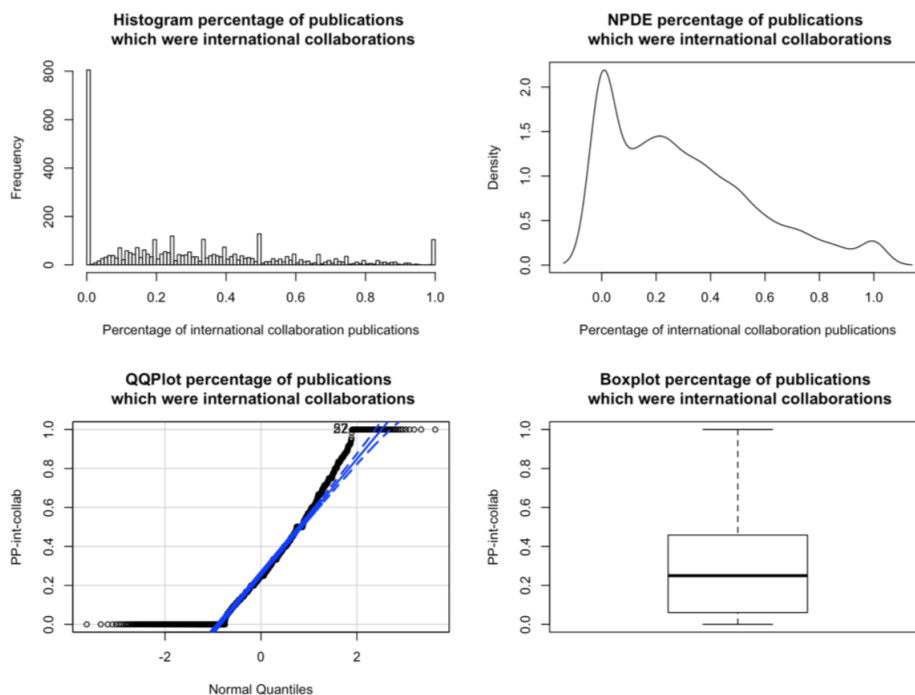 Histogram percentage of publications
which were international collaborations
Frequency
0 200 400 600 800
0.0 0.2 0.4 0.6 0.8 1.0
Percentage of international collaboration publications
NPDE percentage of publications
which were international collaborations
Density
0.0 0.5 1.0 1.5 2.0
0.0 0.2 0.4 0.6 0.8 1.0
Percentage of international collaboration publications
QQPlot percentage of publications
which were international collaborations
PP-int-collab
0.0 0.2 0.4 0.6 0.8 1.0
-2 0 2
Normal Quantiles
Boxplot percentage of publications
which were international collaborations
PP-int-collab
0.0 0.2 0.4 0.6 0.8 1.0